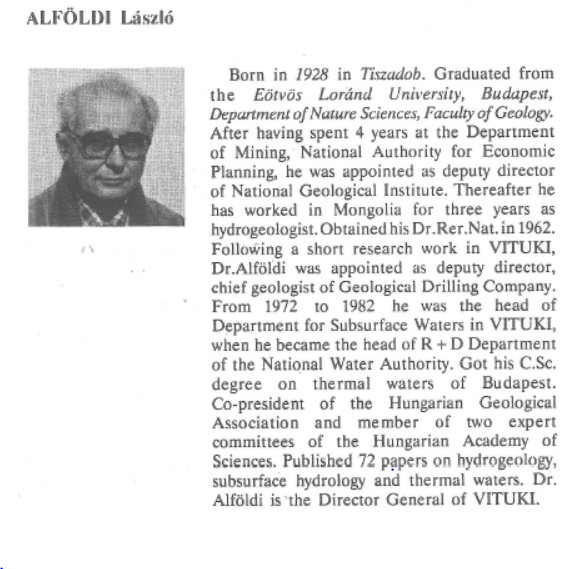 ALFÖLDI László
Born in 1928 in Tiszadob. Graduated from
the Eötvös Loránd University, Budapest,
Department of Nature Sciences, Faculty of Geology.
After having spent 4 years at the Department
of Mining, National Authority for Economic
Planning, he was appointed as deputy director
of National Geological Institute. Thereafter he
has worked in Mongolia for three years as
hydrogeologist. Obtained his Dr.Rer.Nat. in 1962.
Following a short research work in VITUKI,
Dr.Alföldi was appointed as deputy director,
chief geologist of Geological Drilling Company.
From 1972 to 1982 he was the head of
Department for Subsurface Waters in VITUKI,
when he became the head of R + D Department
of the National Water Authority. Got his C.Sc.
degree on thermal waters of Budapest.
Co-president of the Hungarian Geological
Association and member of two expert
committees of the Hungarian Academy of
Sciences. Published 72 papers on hydrogeology,
subsurface hydrology and thermal waters. Dr.
Alföldi is the Director General of VITUKI.